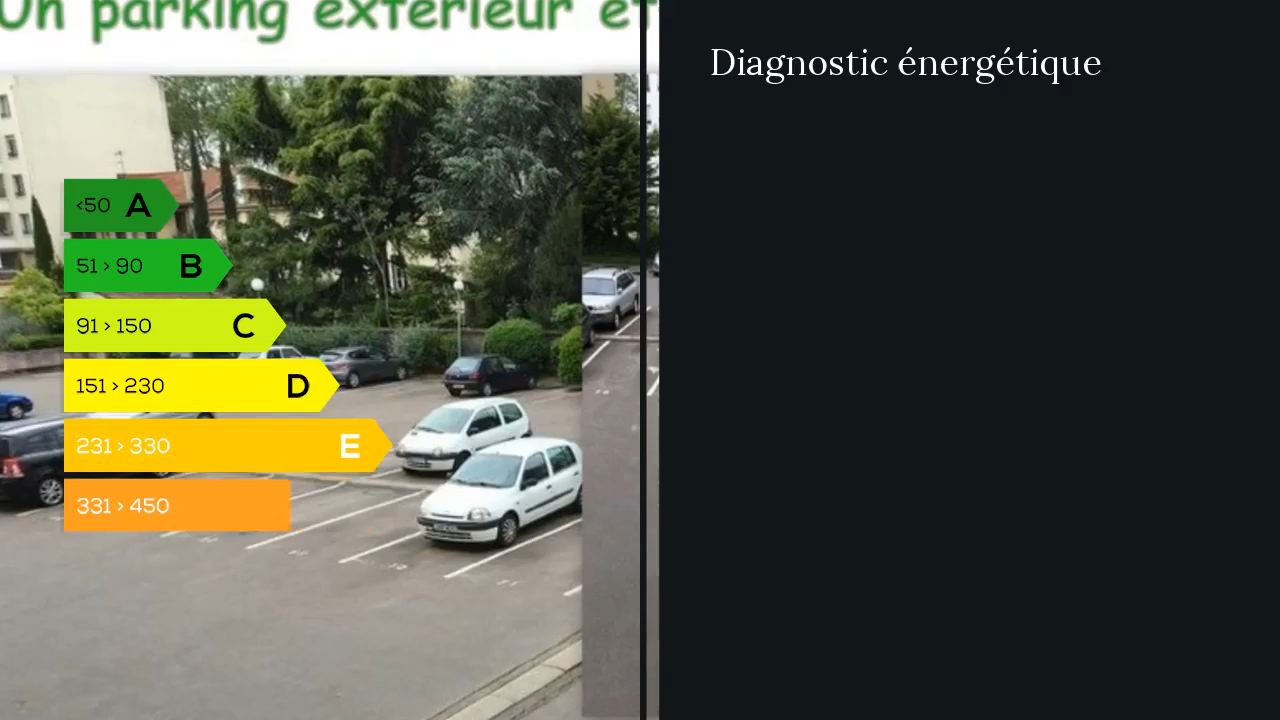 Un parking extérieur et
Diagnostic énergétique
<50 A
51 > 90 B
91 > 150 C
151 > 230 D
231 > 330 E
331 > 450